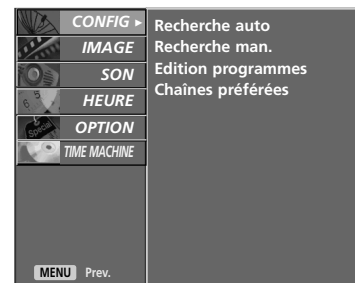 CONFIG ▸
IMAGE
SON
HEURE
OPTION
TIME MACHINE
MENU Prev.
Recherche auto
Recherche man.
Edition programmes
Chaînes préférées